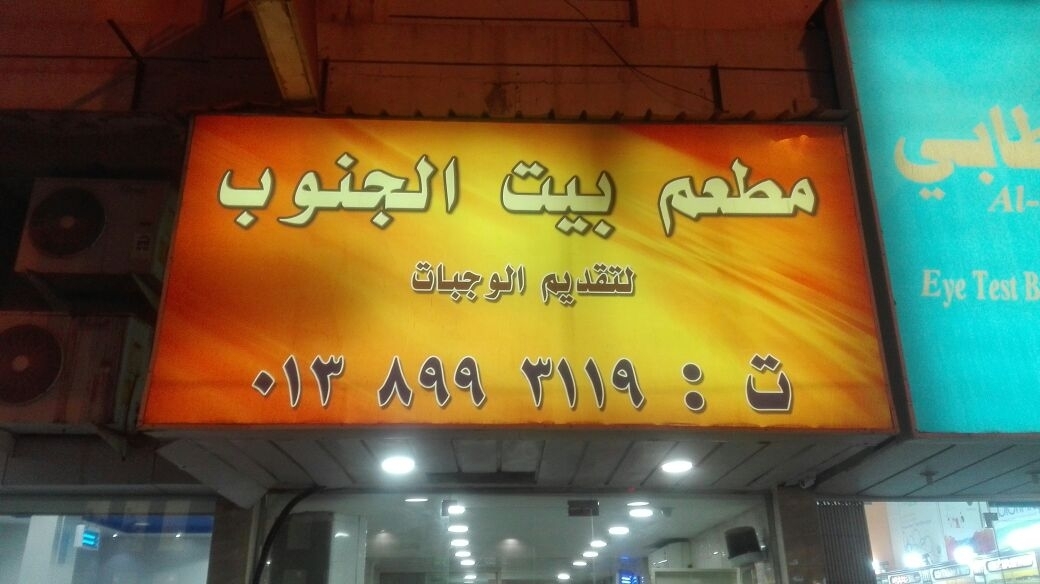 مطعم بيت الجنوب
لتقديم الوجبات
ت : ٠١٣ ٨٩٩ ٣١١٩
Eye Test